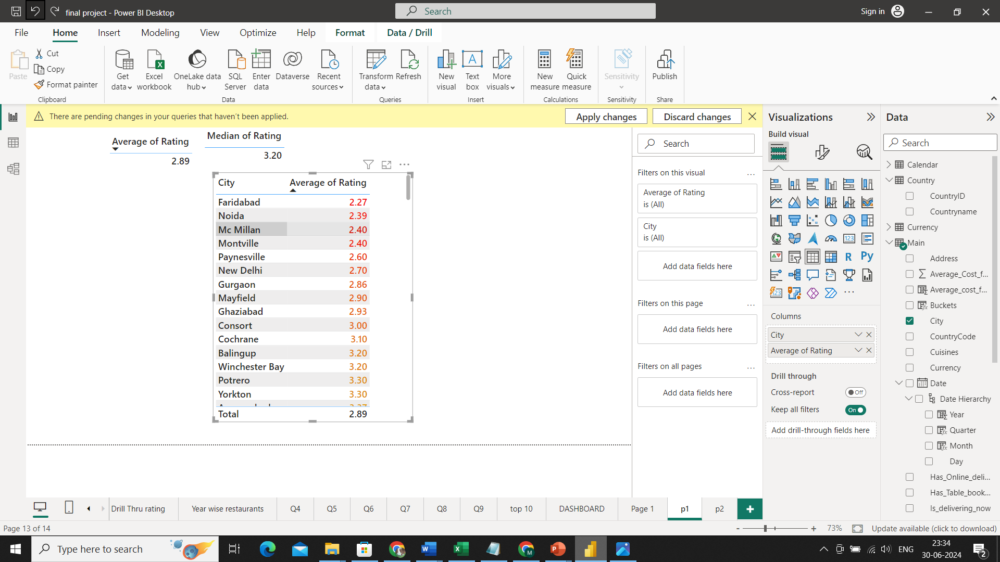 final project - Power BI Desktop
Search
Sign in
File
Home
Insert
Modeling
View
Optimize
Help
Format
Data / Drill
Paste
Cut
Copy
Format painter
Clipboard
Get data
Excel workbook
OneLake data hub
SQL Server
Enter data
Dataverse
Recent sources
Data
Transform data
Refresh
Queries
New visual
Text box
More visuals
Insert
New measure
Quick measure
Calculations
Sensitivity
Sensitivity
Publish
Share
There are pending changes in your queries that haven't been applied.
Apply changes
Discard changes
Average of Rating
2.89
Median of Rating
3.20
City Average of Rating
Faridabad 2.27
Noida 2.39
Mc Millan 2.40
Montville 2.40
Paynesville 2.60
New Delhi 2.70
Gurgaon 2.86
Mayfield 2.90
Ghaziabad 2.93
Consort 3.00
Cochrane 3.10
Balingup 3.20
Winchester Bay 3.20
Potrero 3.30
Yorkton 3.30
Total 2.89
Search
Filters on this visual
...
Average of Rating
is (All)
City
is (All)
Add data fields here
Filters on this page
...
Add data fields here
Filters on all pages
...
Add data fields here
Visualizations
Build visual
123
R
Py
123
...
Columns
City
Average of Rating
Drill through
Cross-report
Off
Keep all filters
On
Add drill-through fields here
Data
Search
Calendar
Country
CountryID
Countryname
Currency
Main
Address
Average_Cost_f...
Average_cost_f...
Buckets
City
CountryCode
Cuisines
Currency
Date
Date Hierarchy
Year
Quarter
Month
Day
Has_Online_deli...
Has_Table_book...
Is_delivering_now
Drill Thru rating
Year wise restaurants
Q4
Q5
Q6
Q7
Q8
Q9
top 10
DASHBOARD
Page 1
p1
p2
+
Page 13 of 14
- + 73%
Update available (click to download)
Type here to search
ENG
23:34
30-06-2024
2